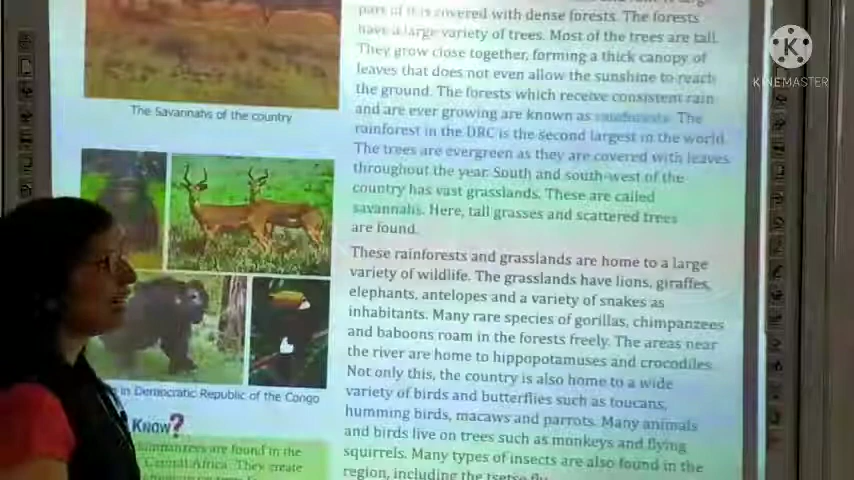 part of it is covered with dense forests. The forests
have a large variety of trees. Most of the trees are tall.
They grow close together, forming a thick canopy of
leaves that does not even allow the sunshine to reach
the ground. The forests which receive consistent rain
and are ever growing are known as rainforests. The
rainforest in the DRC is the second largest in the world.
The trees are evergreen as they are covered with leaves
throughout the year. South and south-west of the
country has vast grasslands. These are called
savannahs. Here, tall grasses and scattered trees
are found.
These rainforests and grasslands are home to a large
variety of wildlife. The grasslands have lions, giraffes,
elephants, antelopes and a variety of snakes as
inhabitants. Many rare species of gorillas, chimpanzees
and baboons roam in the forests freely. The areas near
the river are home to hippopotamuses and crocodiles.
Not only this, the country is also home to a wide
variety of birds and butterflies such as toucans,
humming birds, macaws and parrots. Many animals
and birds live on trees such as monkeys and flying
squirrels. Many types of insects are also found in the
region, including the tsetse fly
The Savannahs of the country
in Democratic Republic of the Congo
Know?
are found in the
Central Africa. They create
K
KINEMASTER